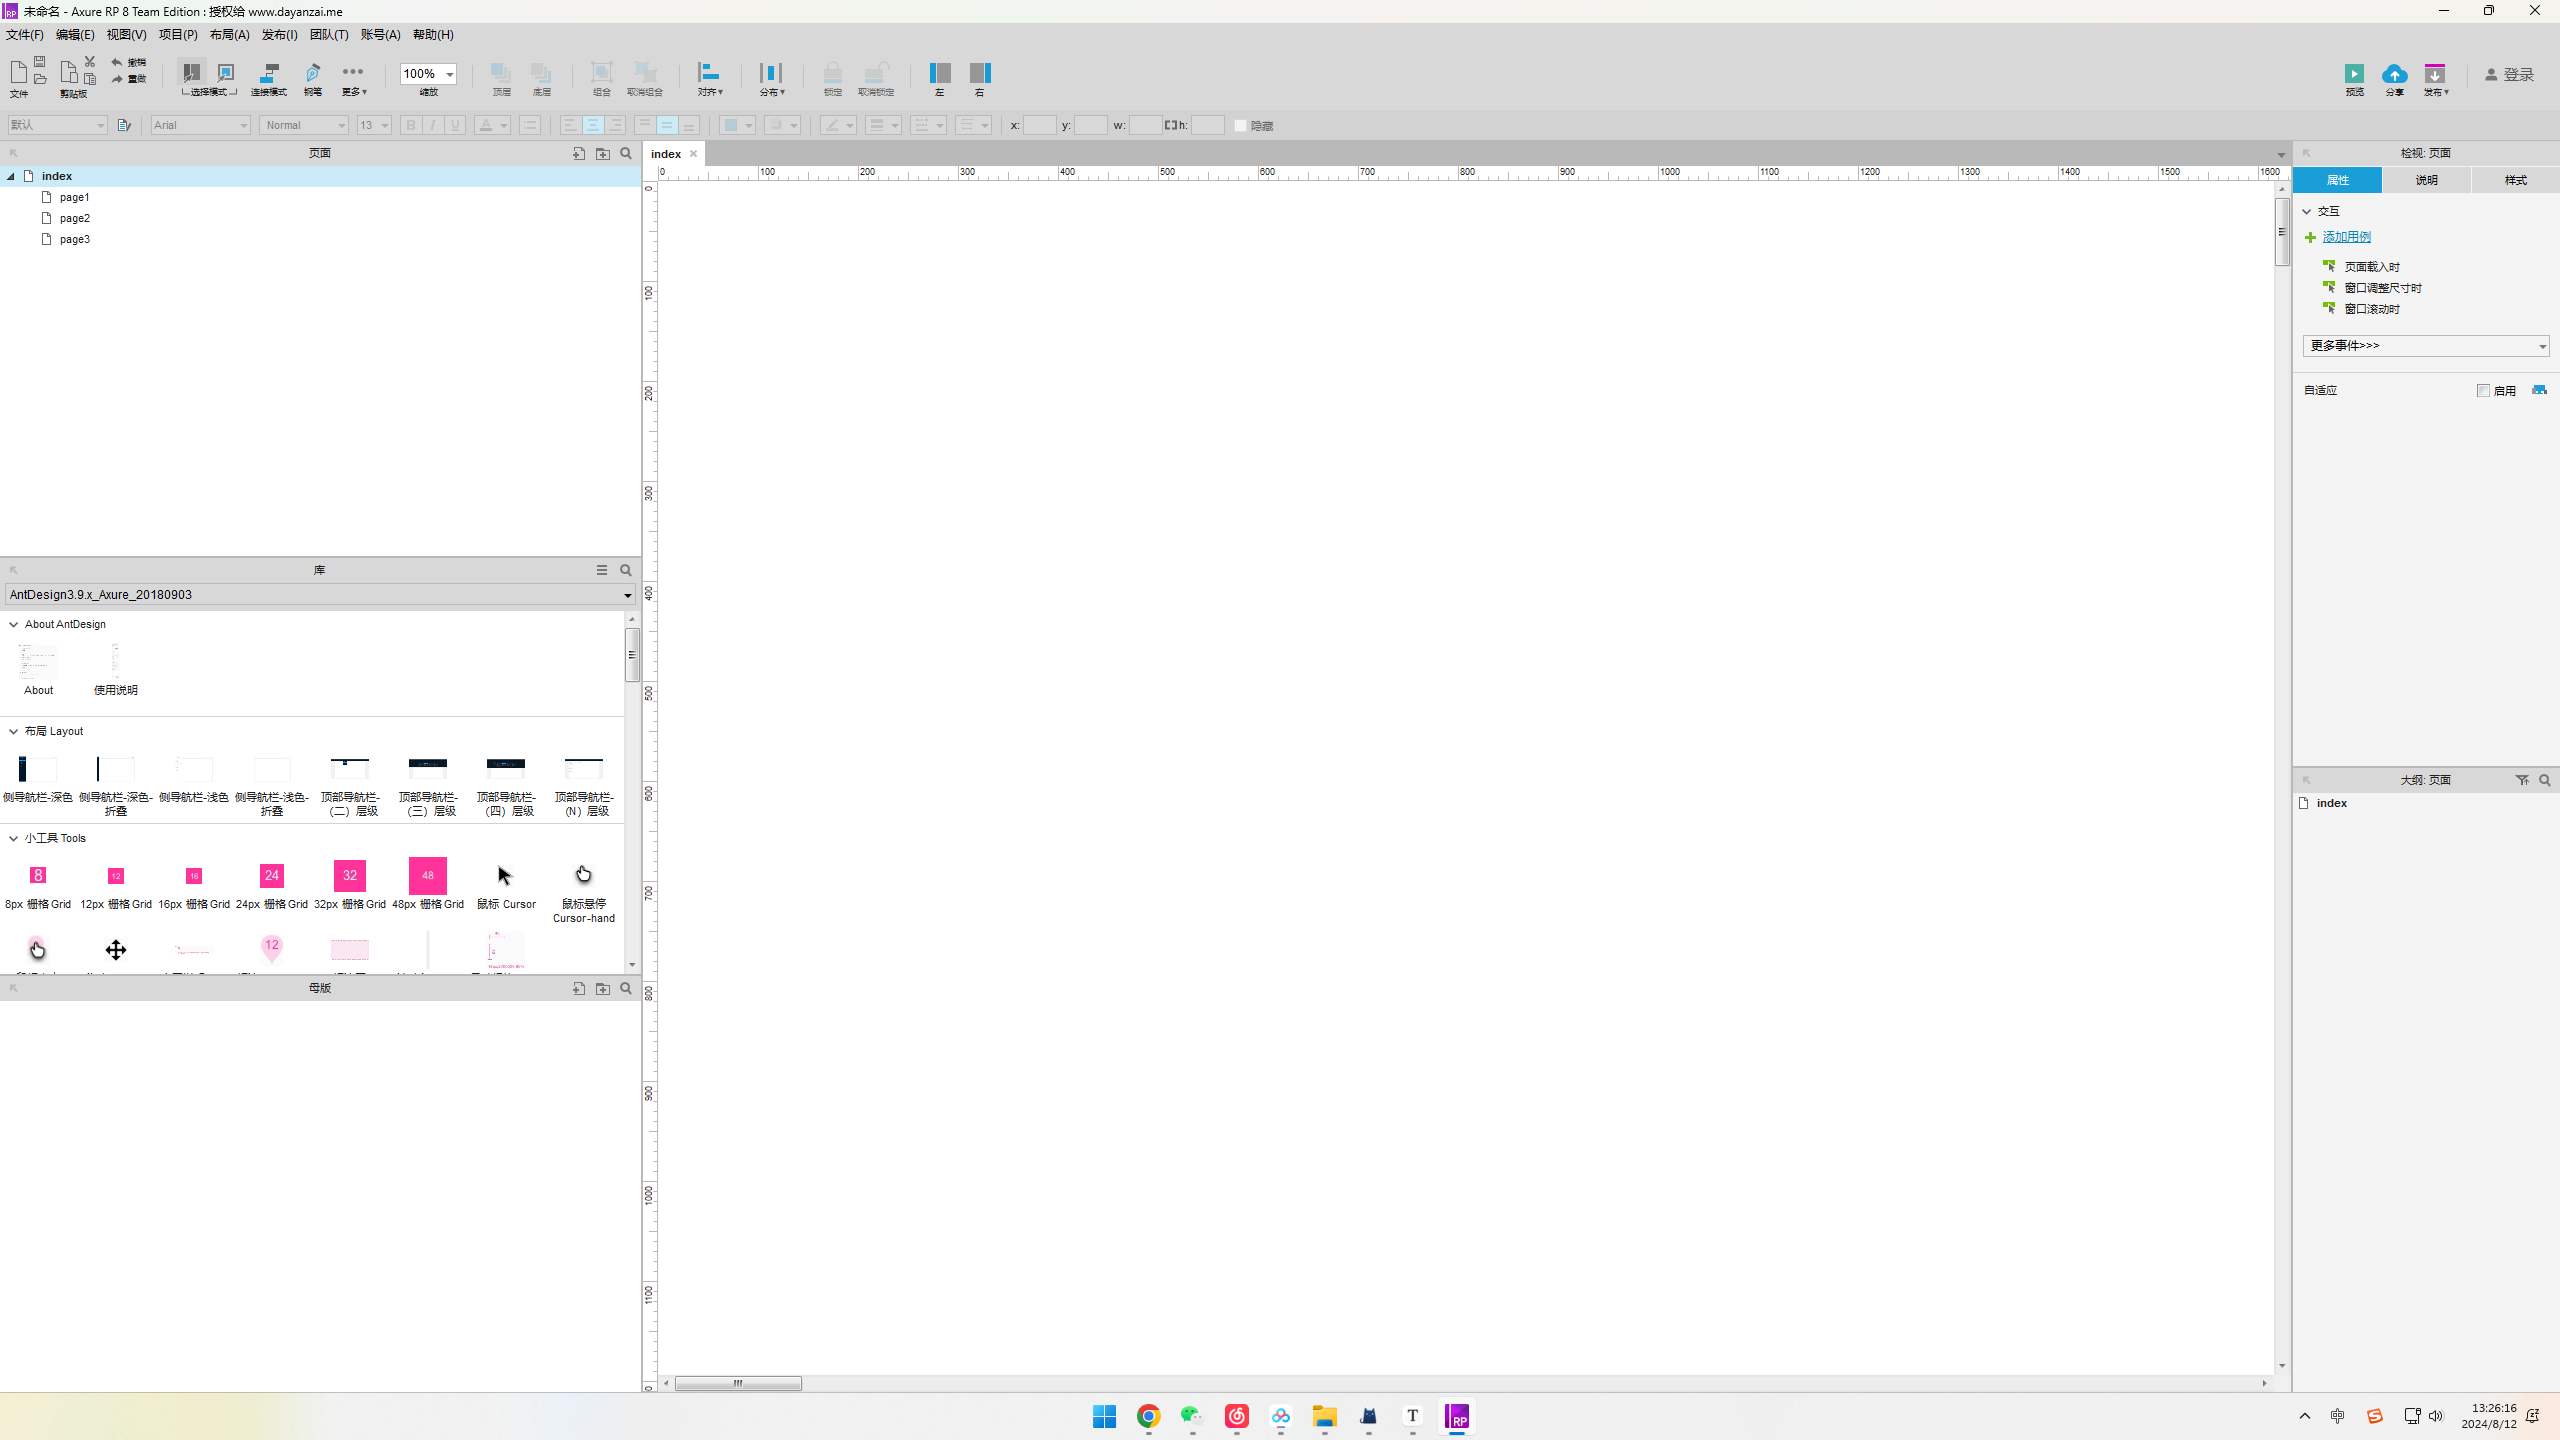 未命名 - Axure RP 8 Team Edition : 授权给 www.dayanzai.me
文件(F) 编辑(E) 视图(V) 项目(P) 布局(A) 发布(I) 团队(T) 账号(A) 帮助(H)
撤销
重做
100%
登录
文件 剪贴板 选择模式 连接模式 钢笔 更多 缩放 顶层 底层 组合 取消组合 对齐 分布 锁定 取消锁定 左 右 预览 分享 发布
默认 Arial Normal 13 B I U A x: y: w: h: 隐藏
页面
index
page1
page2
page3
库
AntDesign3.9.x_Axure_20180903
About AntDesign
About 使用说明
布局 Layout
侧导航栏-深色 侧导航栏-深色- 侧导航栏-浅色 侧导航栏-浅色- 顶部导航栏- 顶部导航栏- 顶部导航栏- 顶部导航栏-
折叠 折叠 （二）层级 （三）层级 （四）层级 （N）层级
小工具 Tools
8 12 16 24 32 48
8px 栅格 Grid 12px 栅格 Grid 16px 栅格 Grid 24px 栅格 Grid 32px 栅格 Grid 48px 栅格 Grid 鼠标 Cursor 鼠标悬停
Cursor-hand
12
母版
index
0 100 200 300 400 500 600 700 800 900 1000 1100 1200 1300 1400 1500 1600
0
100
200
300
400
500
600
700
800
900
1000
1100
检视: 页面
属性 说明 样式
交互
添加用例
页面载入时
窗口调整尺寸时
窗口滚动时
更多事件>>>
自适应 启用
大纲: 页面
index
T RP
中
13:26:16
2024/8/12